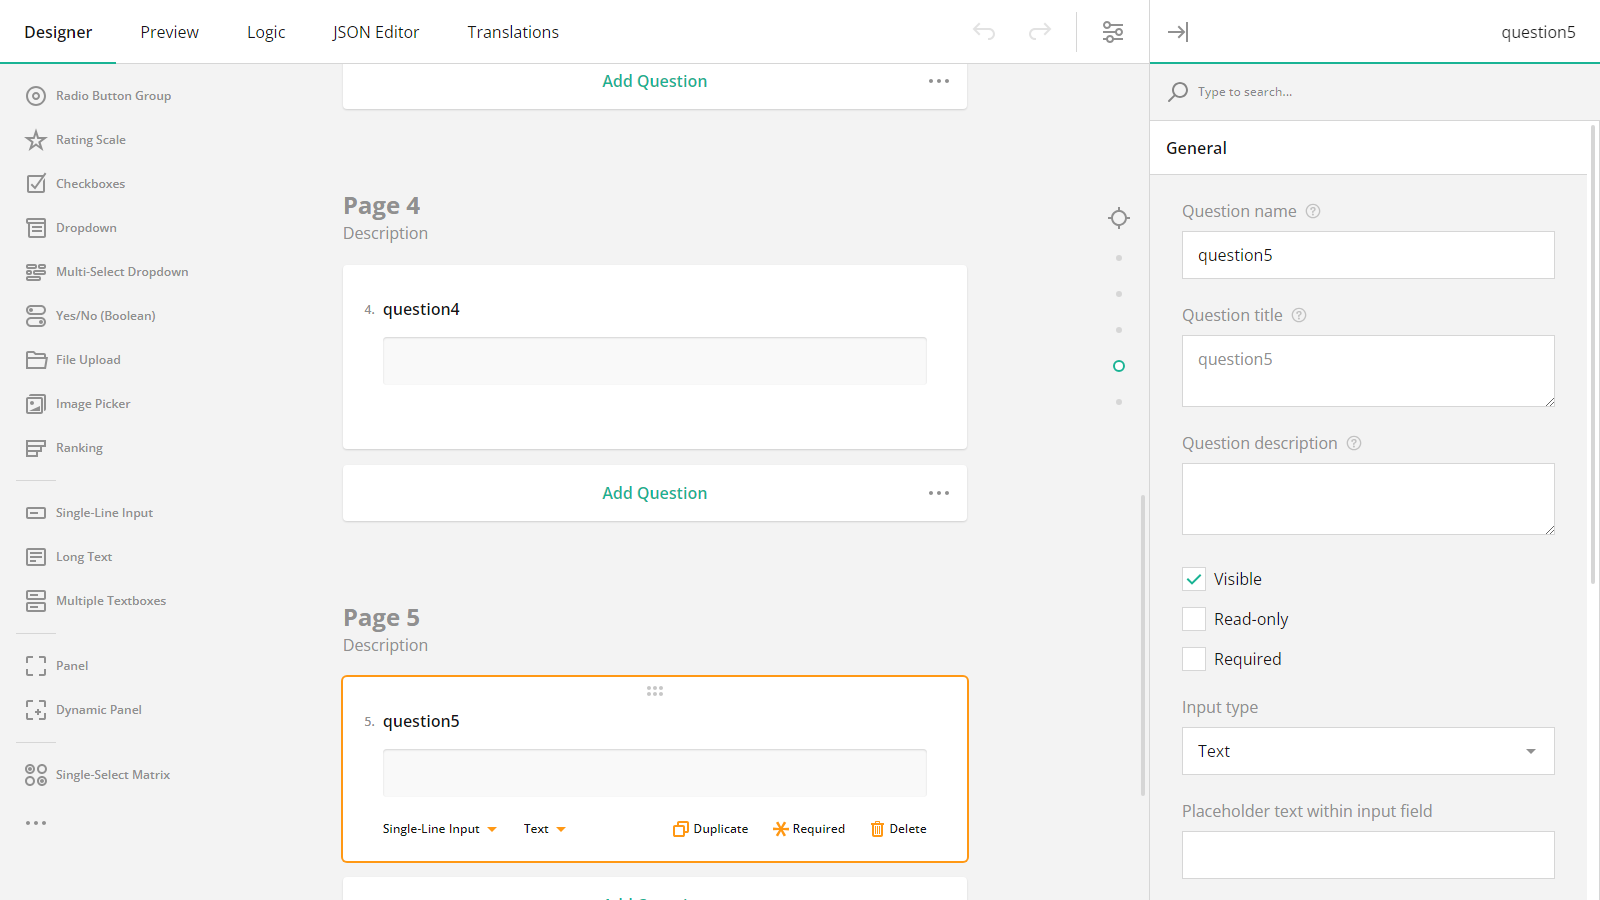 Designer
Preview
Logic
JSON Editor
Translations
question5
Radio Button Group
Rating Scale
Checkboxes
Dropdown
Multi-Select Dropdown
Yes/No (Boolean)
File Upload
Image Picker
Ranking
Single-Line Input
Long Text
Multiple Textboxes
Panel
Dynamic Panel
Single-Select Matrix
Add Question
Page 4
Description
4. question4
Add Question
Page 5
Description
5. question5
Single-Line Input
Text
Duplicate
Required
Delete
Type to search...
General
Question name
question5
Question title
question5
Question description
Visible
Read-only
Required
Input type
Text
Placeholder text within input field